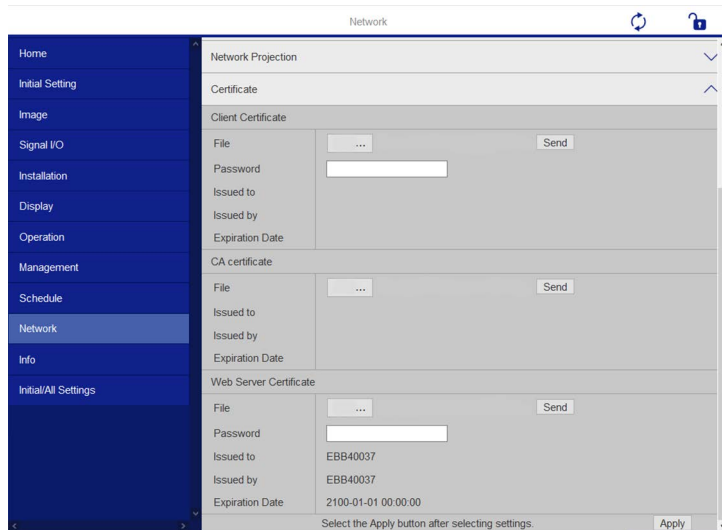 Network
Home
Initial Setting
Image
Signal I/O
Installation
Display
Operation
Management
Schedule
Network
Info
Initial/All Settings
Network Projection
Certificate
Client Certificate
File ... Send
Password
Issued to
Issued by
Expiration Date
CA certificate
File ... Send
Issued to
Issued by
Expiration Date
Web Server Certificate
File ... Send
Password
Issued to EBB40037
Issued by EBB40037
Expiration Date 2100-01-01 00:00:00
Select the Apply button after selecting settings. Apply